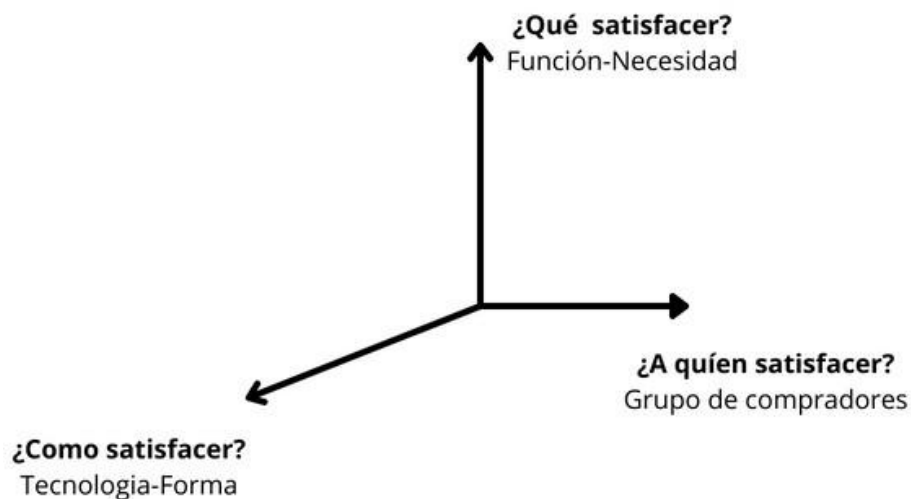 ¿Qué  satisfacer?
Función-Necesidad
¿A quíen satisfacer?
Grupo de compradores
¿Como satisfacer?
Tecnologia-Forma